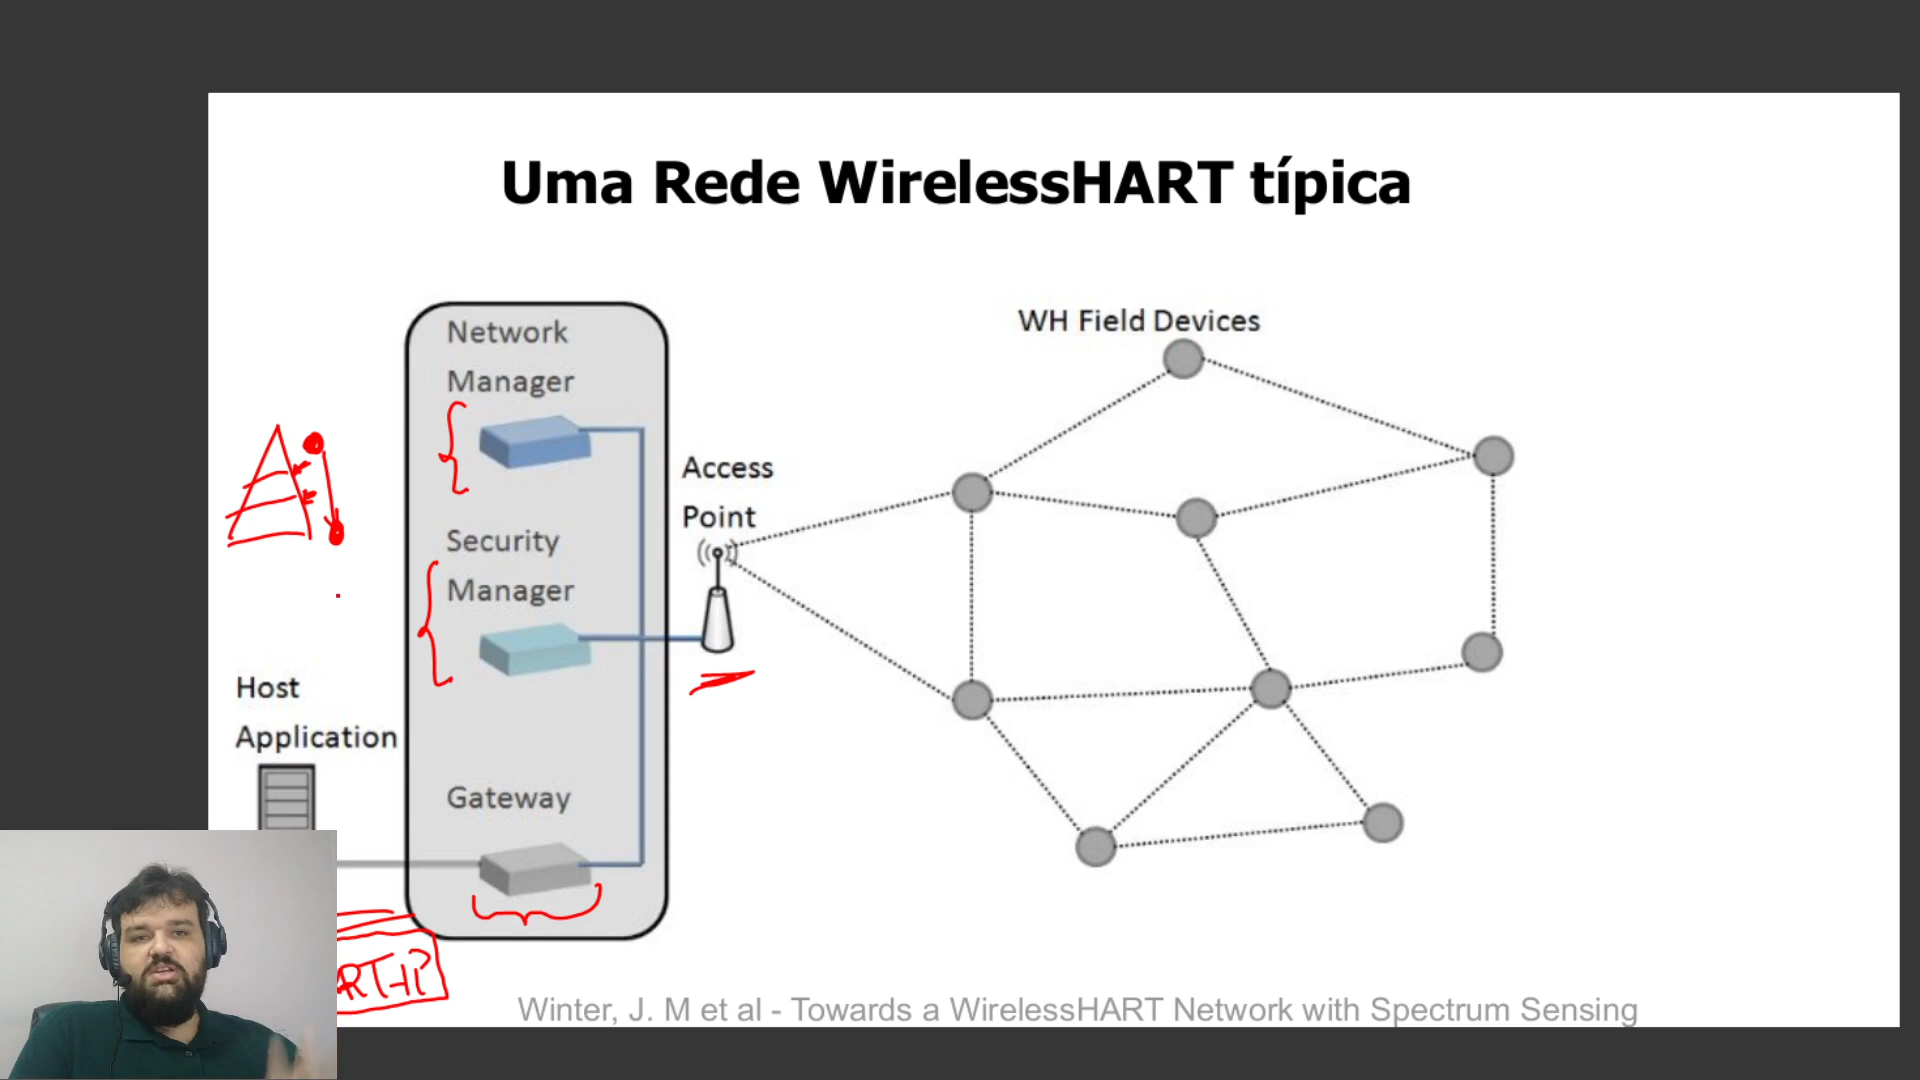 Uma Rede WirelessHART típica
WH Field Devices
Network
Manager
Access
Point
Security
Manager
Host
Application
Gateway
Winter, J. M et al - Towards a WirelessHART Network with Spectrum Sensing